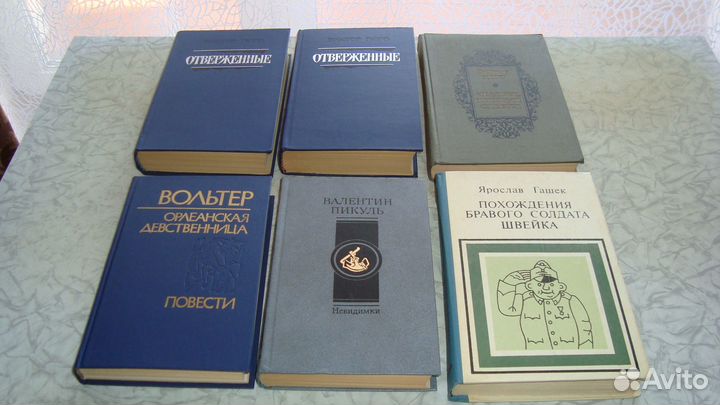 ОТВЕРЖЕННЫЕ
ОТВЕРЖЕННЫЕ
ВОЛЬТЕР
ОРЛЕАНСКАЯ
ДЕВСТВЕННИЦА
ПОВЕСТИ
ВАЛЕНТИН
ПИКУЛЬ
Невидимки
Ярослав Гашек
ПОХОЖДЕНИЯ
БРАВОГО СОЛДАТА
ШВЕЙКА
Avito